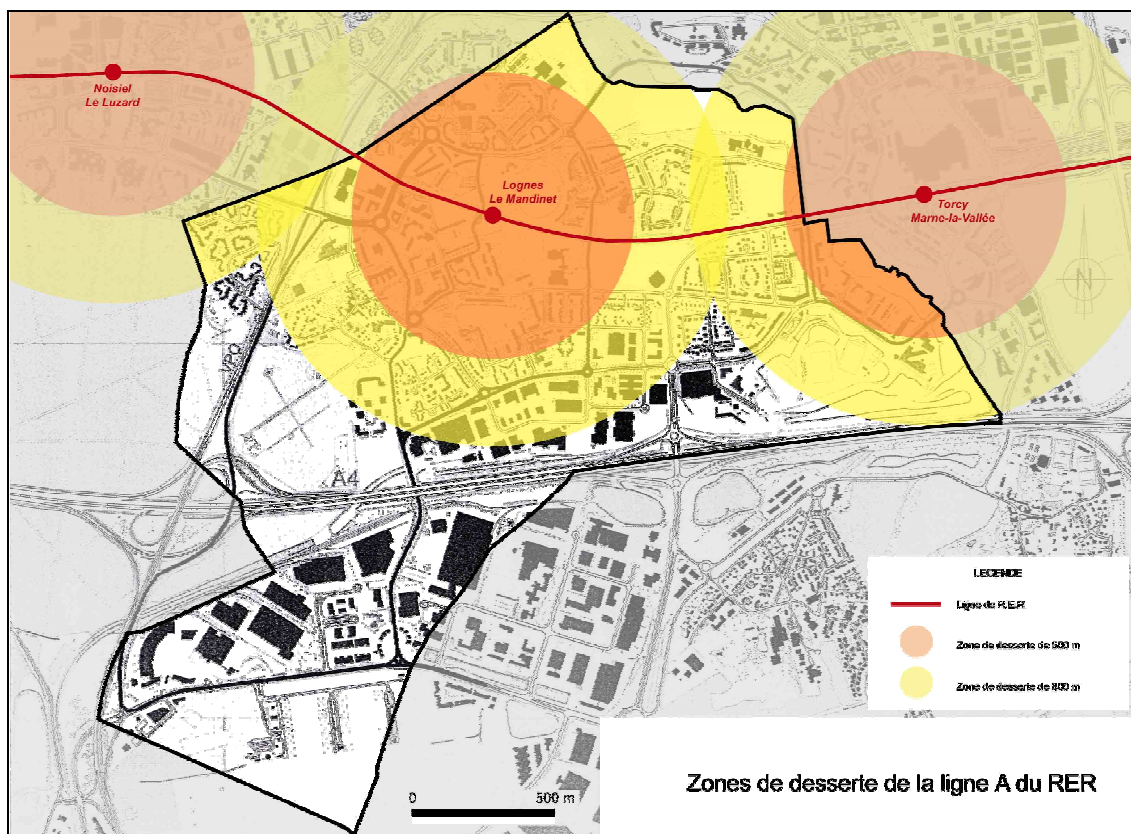 Noisiel
Le Luzard
Lognes
Le Mandinet
Torcy
Marne-la-Vallée
N
A4
LEGENDE
Ligne de R.E.R
Zone de desserte de 500 m
Zone de desserte de 800 m
0 500 m
Zones de desserte de la ligne A du RER